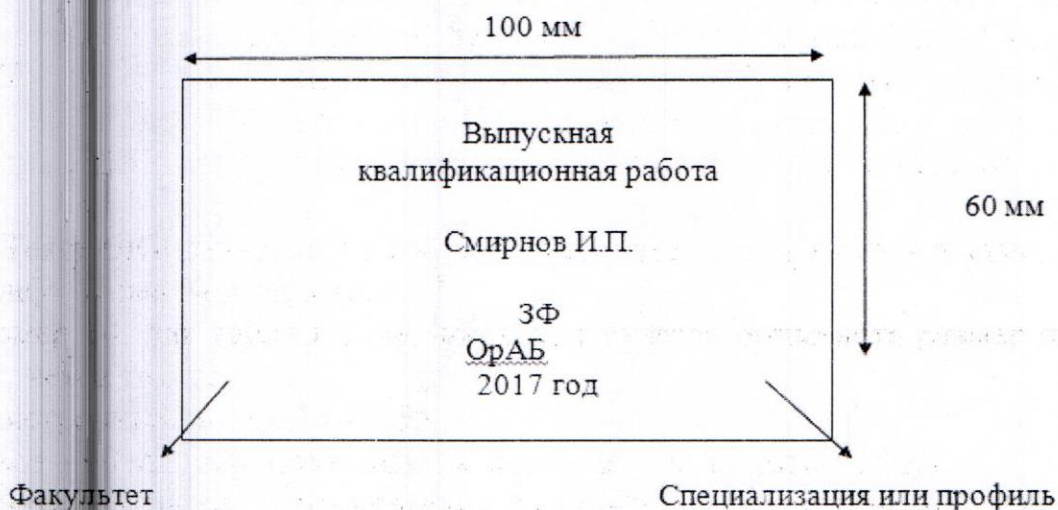 100 мм
Выпускная
квалификационная работа
60 мм
Смирнов И.П.
ЗФ
ОрАБ
2017 год
Факультет
Специализация или профиль